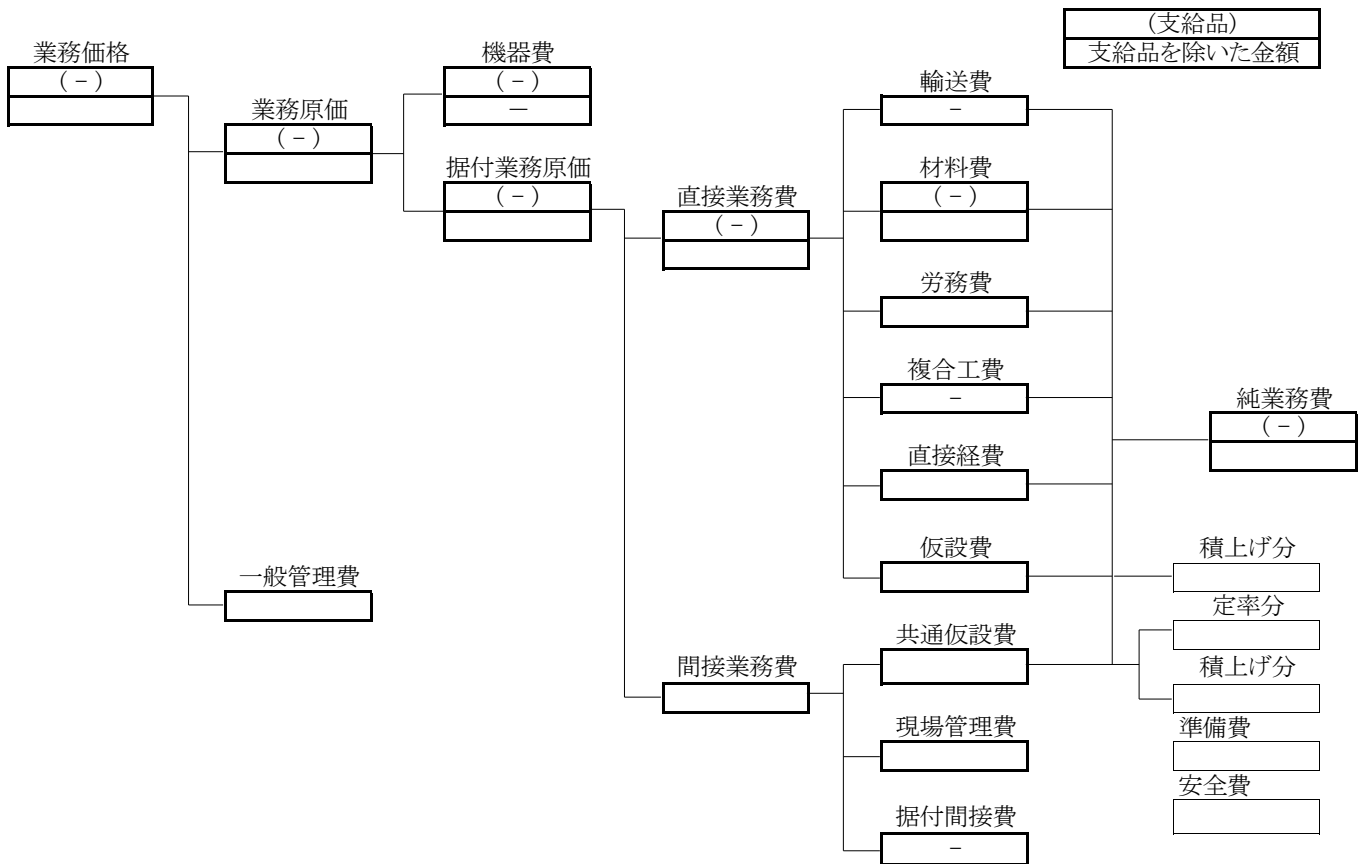 (支給品)
支給品を除いた金額
業務価格
(-)
業務原価
(-)
一般管理費
機器費
(-)
-
据付業務原価
(-)
直接業務費
(-)
間接業務費
輸送費
-
材料費
(-)
労務費
複合工費
-
直接経費
仮設費
共通仮設費
現場管理費
据付間接費
-
純業務費
(-)
積上げ分
定率分
積上げ分
準備費
安全費